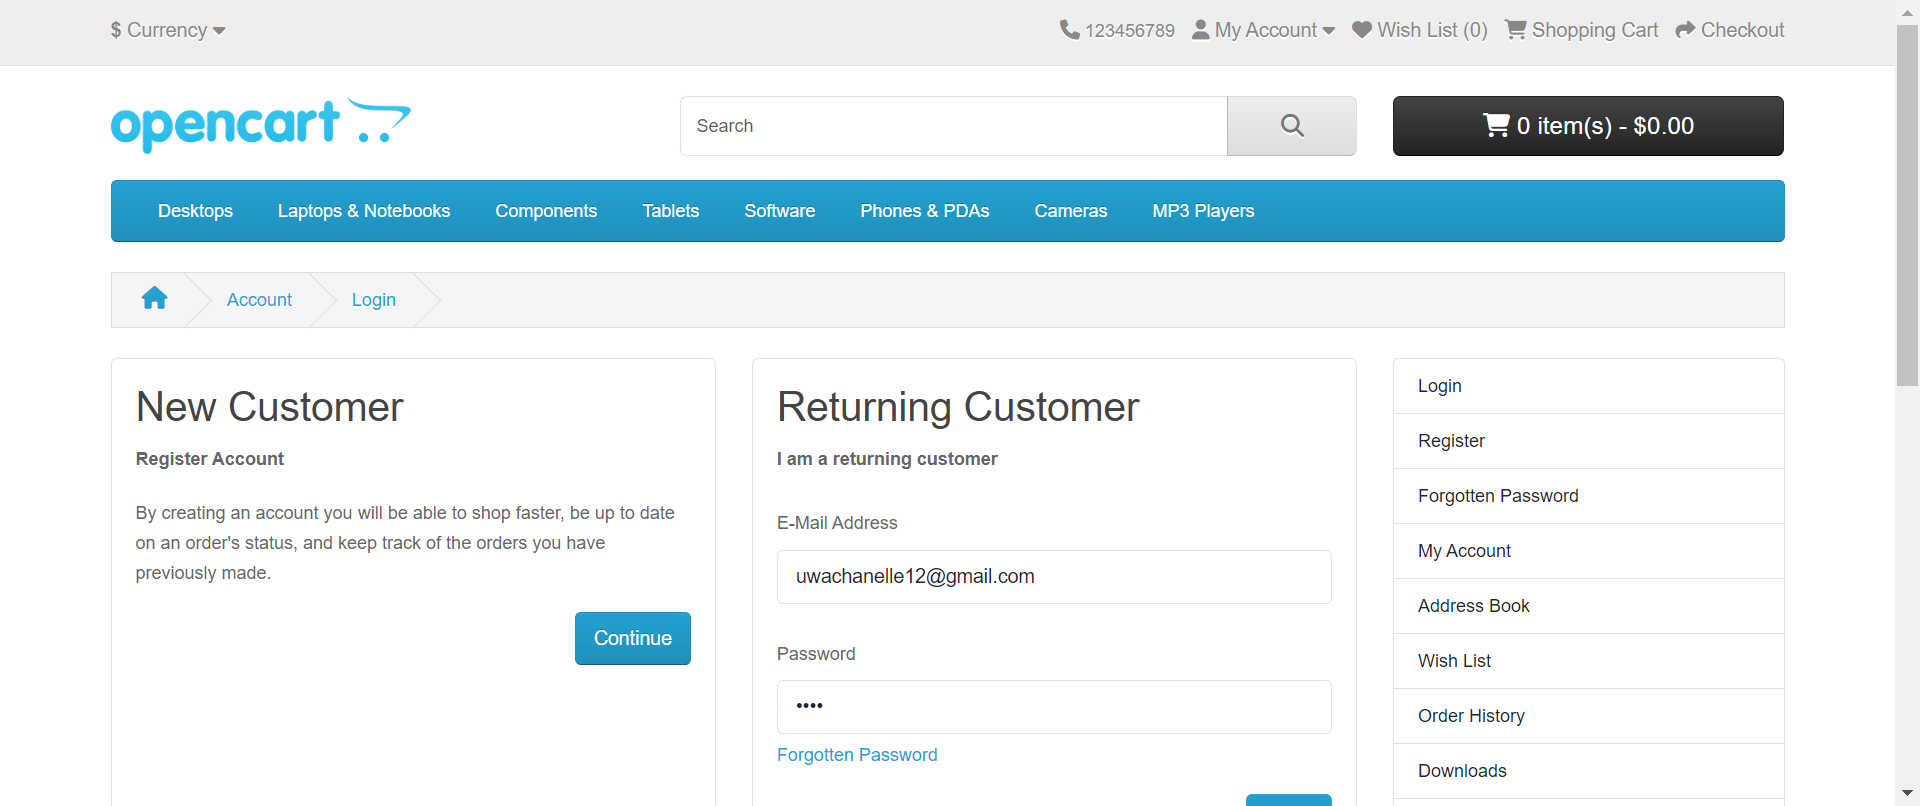 $ Currency
123456789 My Account Wish List (0) Shopping Cart Checkout
opencart
Search
0 item(s) - $0.00
Desktops Laptops & Notebooks Components Tablets Software Phones & PDAs Cameras MP3 Players
Account Login
New Customer
Register Account
By creating an account you will be able to shop faster, be up to date
on an order's status, and keep track of the orders you have
previously made.
Continue
Returning Customer
I am a returning customer
E-Mail Address
uwachanelle12@gmail.com
Password
••••
Forgotten Password
Login
Register
Forgotten Password
My Account
Address Book
Wish List
Order History
Downloads